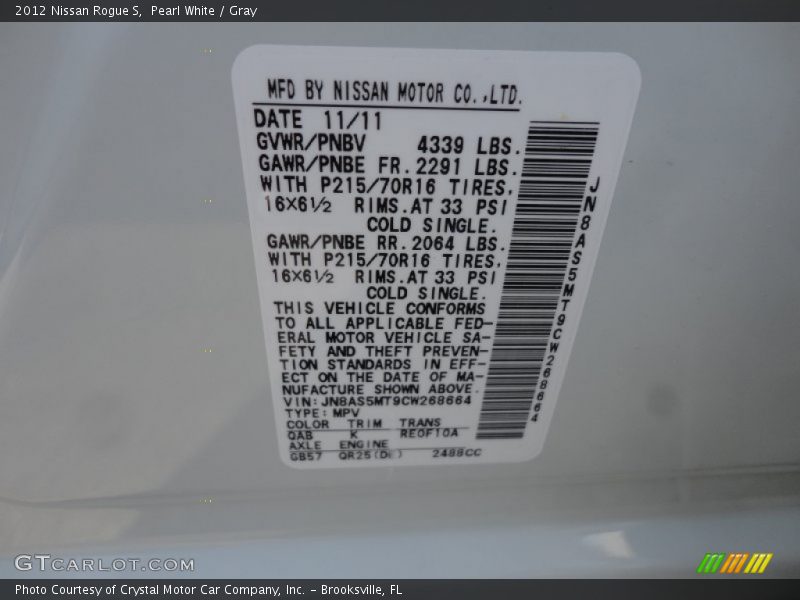 2012 Nissan Rogue S,  Pearl White / Gray
MFD BY NISSAN MOTOR CO.,LTD.
DATE 11/11
GVWR/PNBV 4339 LBS.
GAWR/PNBE FR. 2291 LBS.
WITH P215/70R16 TIRES.
16X6½ RIMS. AT 33 PSI
COLD SINGLE.
GAWR/PNBE RR. 2064 LBS.
WITH P215/70R16 TIRES.
16X6½ RIMS. AT 33 PSI
COLD SINGLE.
THIS VEHICLE CONFORMS
TO ALL APPLICABLE FED-
ERAL MOTOR VEHICLE SA-
FETY AND THEFT PREVEN-
TION STANDARDS IN EFF-
ECT ON THE DATE OF MA-
NUFACTURE SHOWN ABOVE.
VIN: JN8AS5MT9CW268664
TYPE: MPV
COLOR TRIM TRANS
QAB K RE0F10A
AXLE ENGINE
GB57 QR25(DE) 2488CC
JN8AS5MT9CW268664
GTCARLOT.COM
Photo Courtesy of Crystal Motor Car Company, Inc. – Brooksville, FL